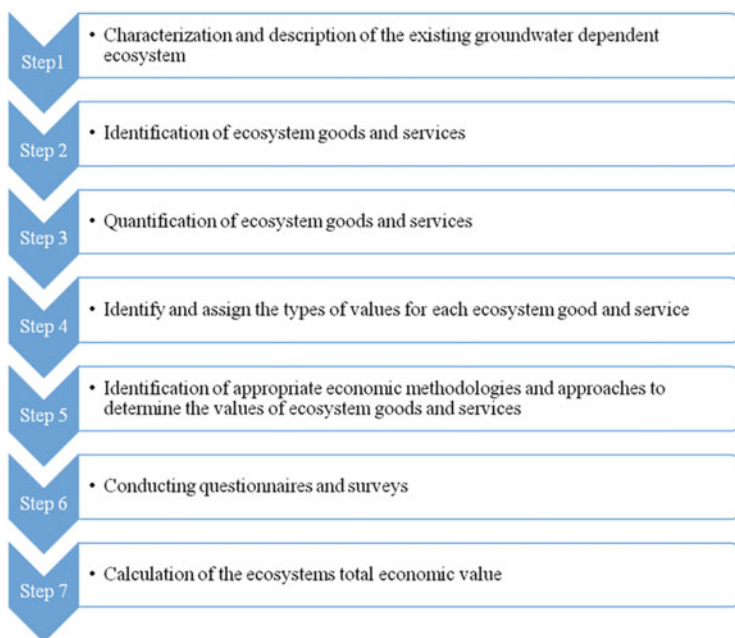 Step1
• Characterization and description of the existing groundwater dependent
ecosystem
Step 2
• Identification of ecosystem goods and services
Step 3
• Quantification of ecosystem goods and services
Step 4
• Identify and assign the types of values for each ecosystem good and service
Step 5
• Identification of appropriate economic methodologies and approaches to
determine the values of ecosystem goods and services
Step 6
• Conducting questionnaires and surveys
Step 7
• Calculation of the ecosystems total economic value